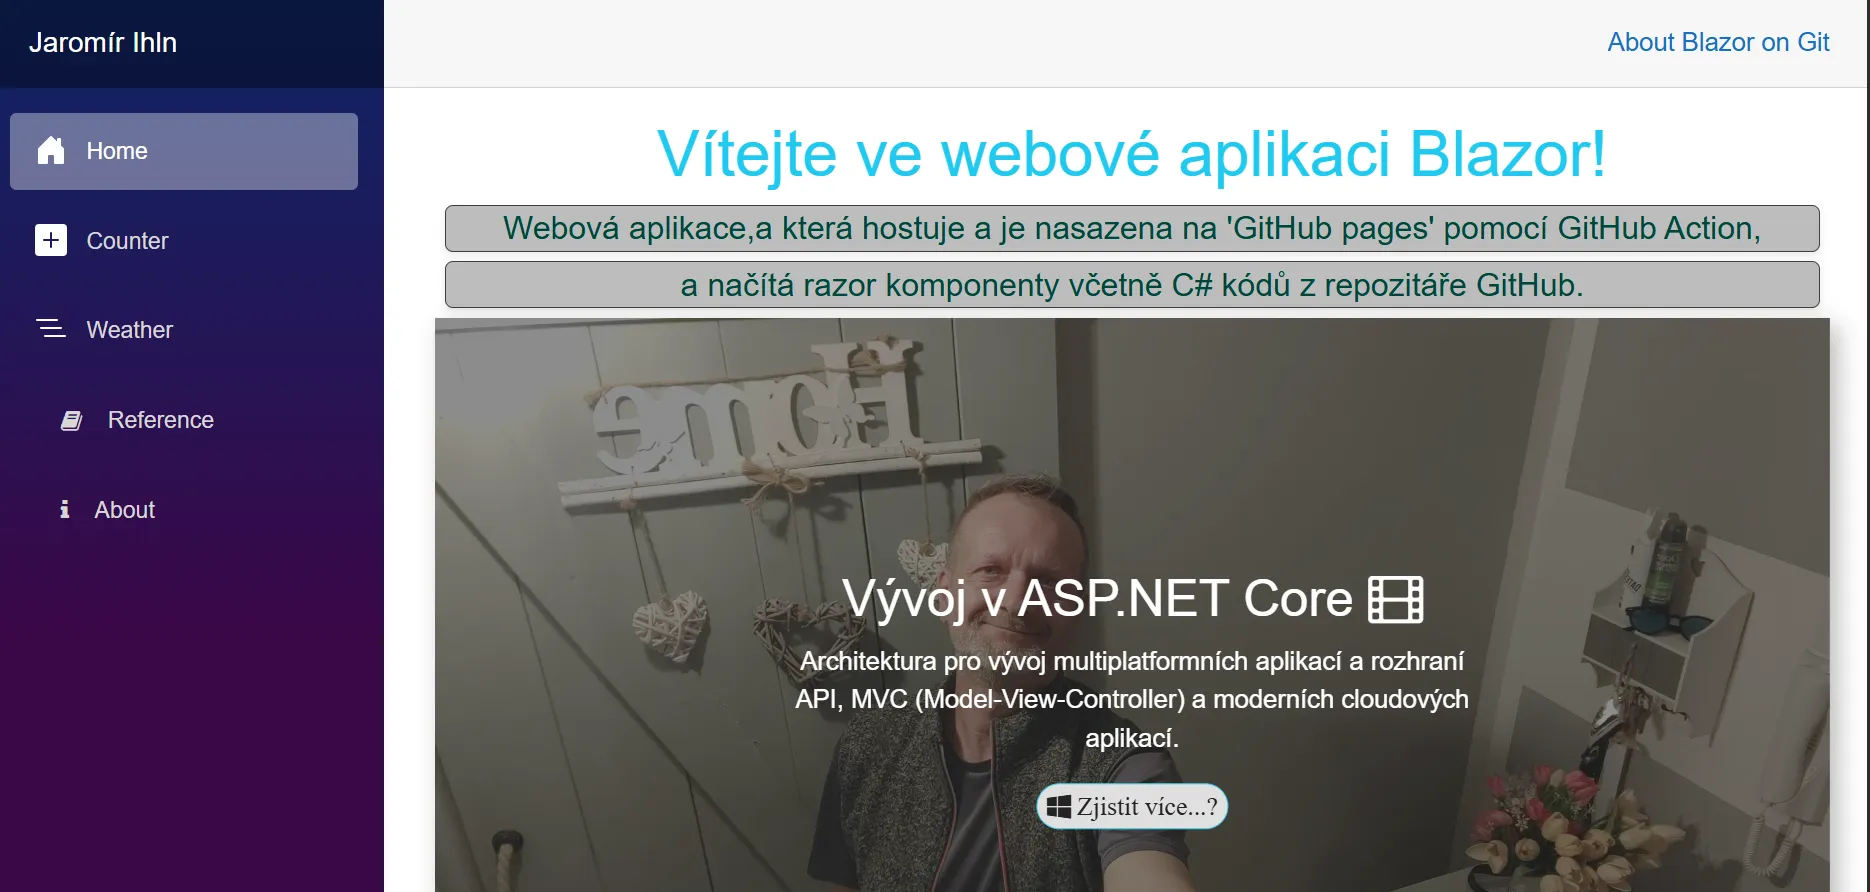 Jaromír Ihln
About Blazor on Git
Home
Counter
Weather
Reference
About
Vítejte ve webové aplikaci Blazor!
Webová aplikace,a která hostuje a je nasazena na 'GitHub pages' pomocí GitHub Action,
a načítá razor komponenty včetně C# kódů z repozitáře GitHub.
Home
Vývoj v ASP.NET Core
Architektura pro vývoj multiplatformních aplikací a rozhraní
API, MVC (Model-View-Controller) a moderních cloudových
aplikací.
Zjistit více...?